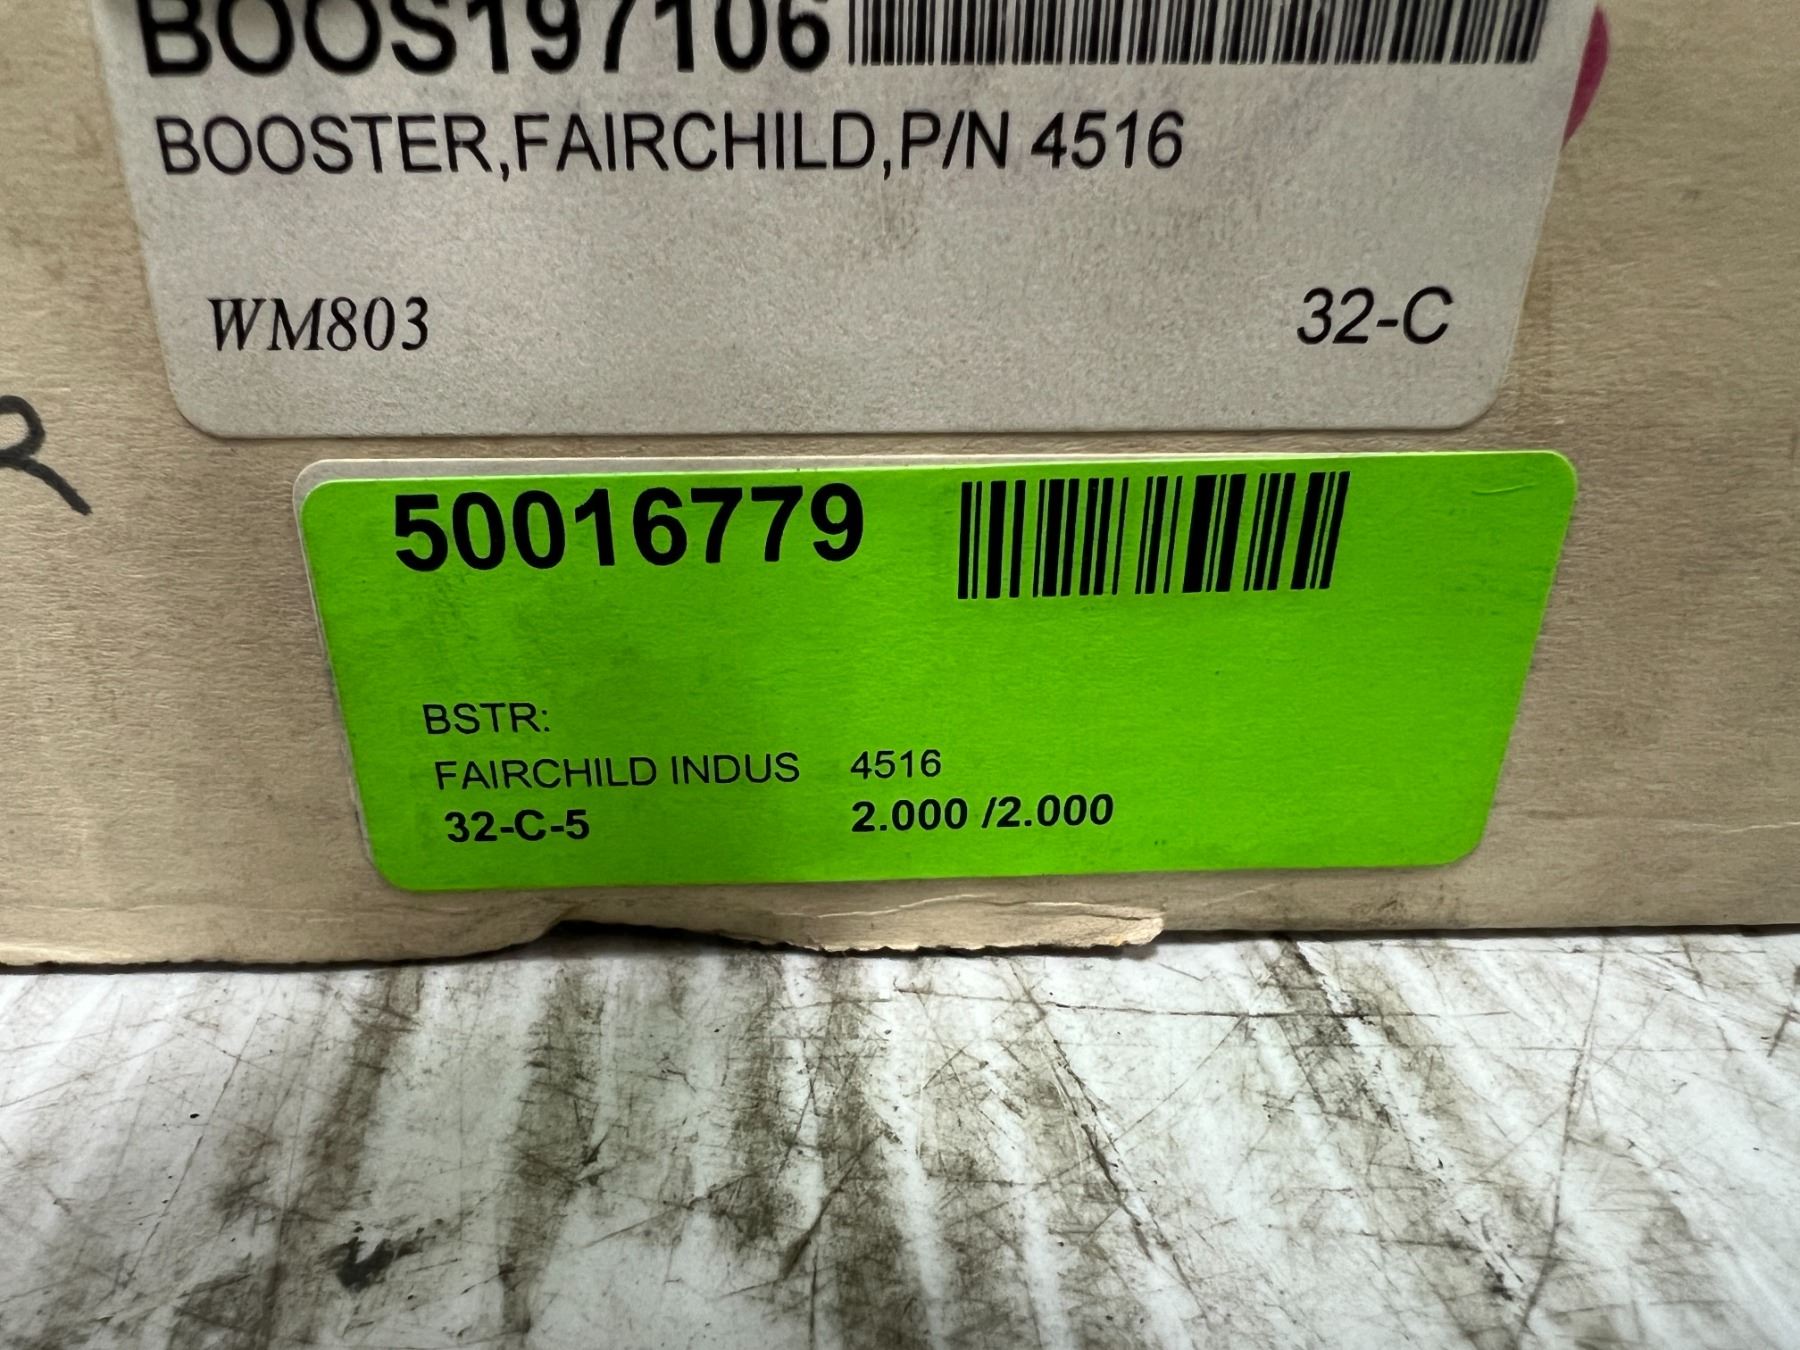 BOOS197106
BOOSTER,FAIRCHILD,P/N 4516
WM803 32-C
R
50016779
BSTR:
FAIRCHILD INDUS 4516
32-C-5 2.000 /2.000